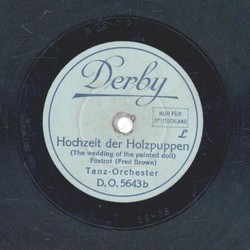 Derby
NUR FÜR
DEUTSCHLAND
L
Hochzeit der Holzpuppen
(The wedding of the painted doll)
Foxtrot (Fred Brown)
Tanz-Orchester
D.O. 5643b